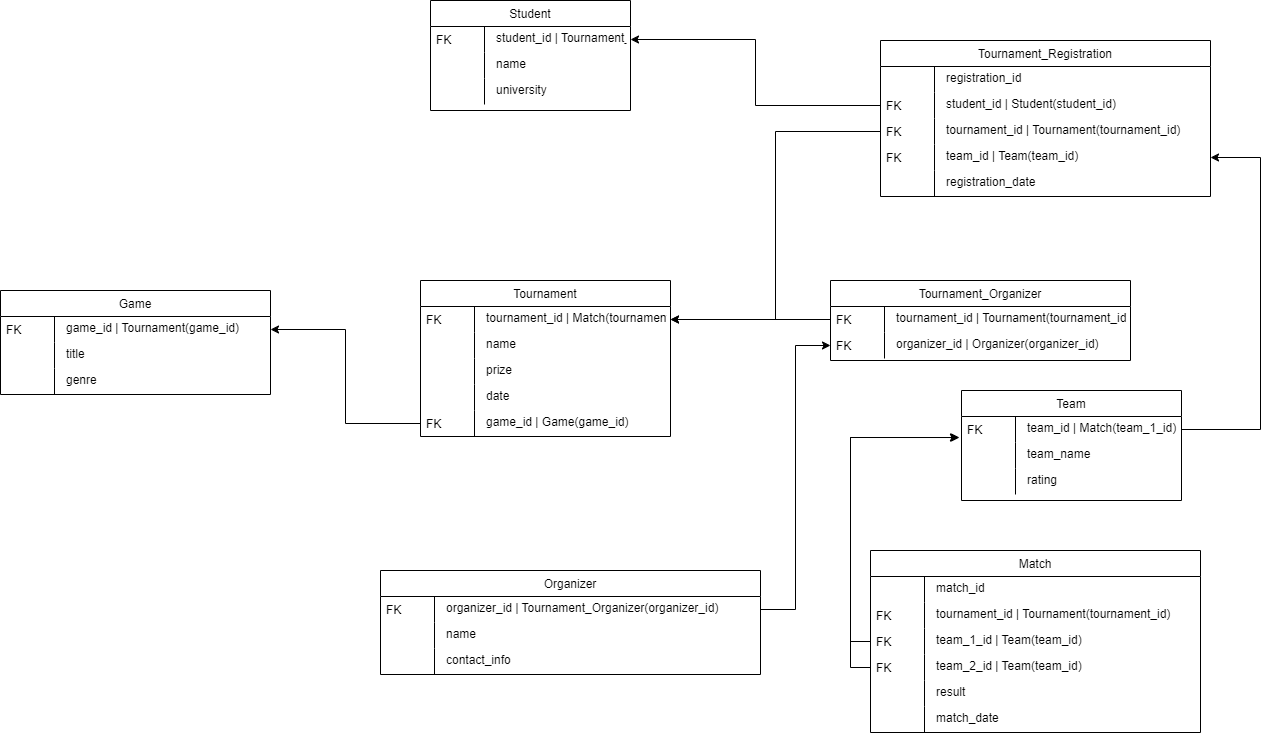 Student
FK student_id | Tournament_
name
university
Tournament_Registration
registration_id
FK student_id | Student(student_id)
FK tournament_id | Tournament(tournament_id)
FK team_id | Team(team_id)
registration_date
Game
FK game_id | Tournament(game_id)
title
genre
Tournament
FK tournament_id | Match(tournamen
name
prize
date
FK game_id | Game(game_id)
Tournament_Organizer
FK tournament_id | Tournament(tournament_id
FK organizer_id | Organizer(organizer_id)
Team
FK team_id | Match(team_1_id)
team_name
rating
Organizer
FK organizer_id | Tournament_Organizer(organizer_id)
name
contact_info
Match
match_id
FK tournament_id | Tournament(tournament_id)
FK team_1_id | Team(team_id)
FK team_2_id | Team(team_id)
result
match_date